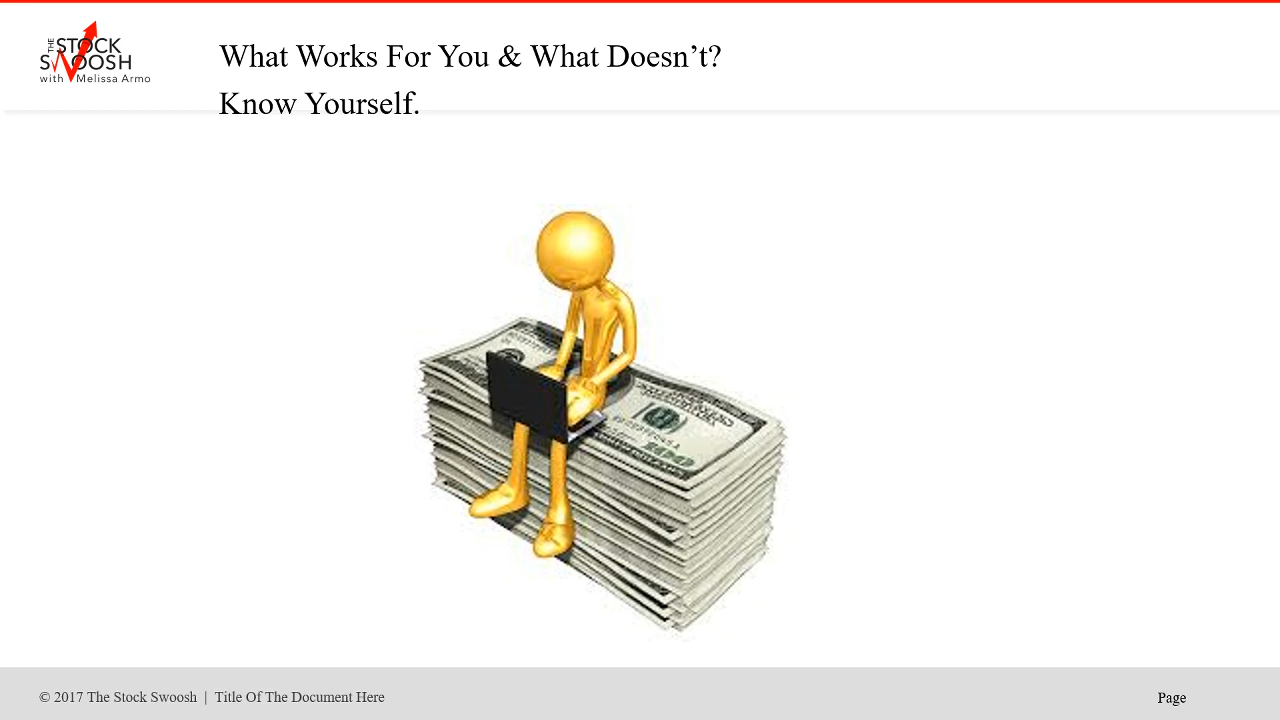 THE
STOCK
SWOOSH
with Melissa Armo
What Works For You & What Doesn’t?
Know Yourself.
100
© 2017 The Stock Swoosh | Title Of The Document Here
Page